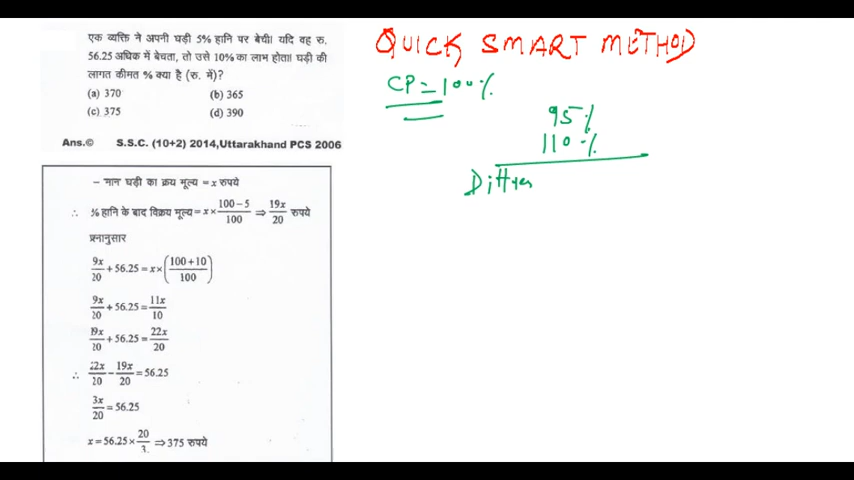 एक व्यक्ति ने अपनी घड़ी 5% हानि पर बेची। यदि वह रु.
56.25 अधिक में बेचता, तो उसे 10% का लाभ होता। घड़ी की
लागत कीमत % क्या है (रु. में)?
(a) 370 (b) 365
(c) 375 (d) 390
Ans.© S.S.C. (10+2) 2014,Uttarakhand PCS 2006
– माना घड़ी का क्रय मूल्य = x रुपये
∴ % हानि के बाद विक्रय मूल्य = x × (100 – 5)/100 ⇒ 19x/20 रुपये
प्रश्नानुसार
9x/20 + 56.25 = x × ((100 + 10)/100)
9x/20 + 56.25 = 11x/10
19x/20 + 56.25 = 22x/20
∴ 22x/20 – 19x/20 = 56.25
3x/20 = 56.25
x = 56.25 × 20/3 ⇒ 375 रुपये
QUICK SMART METHOD
CP = 100%
95%
110%